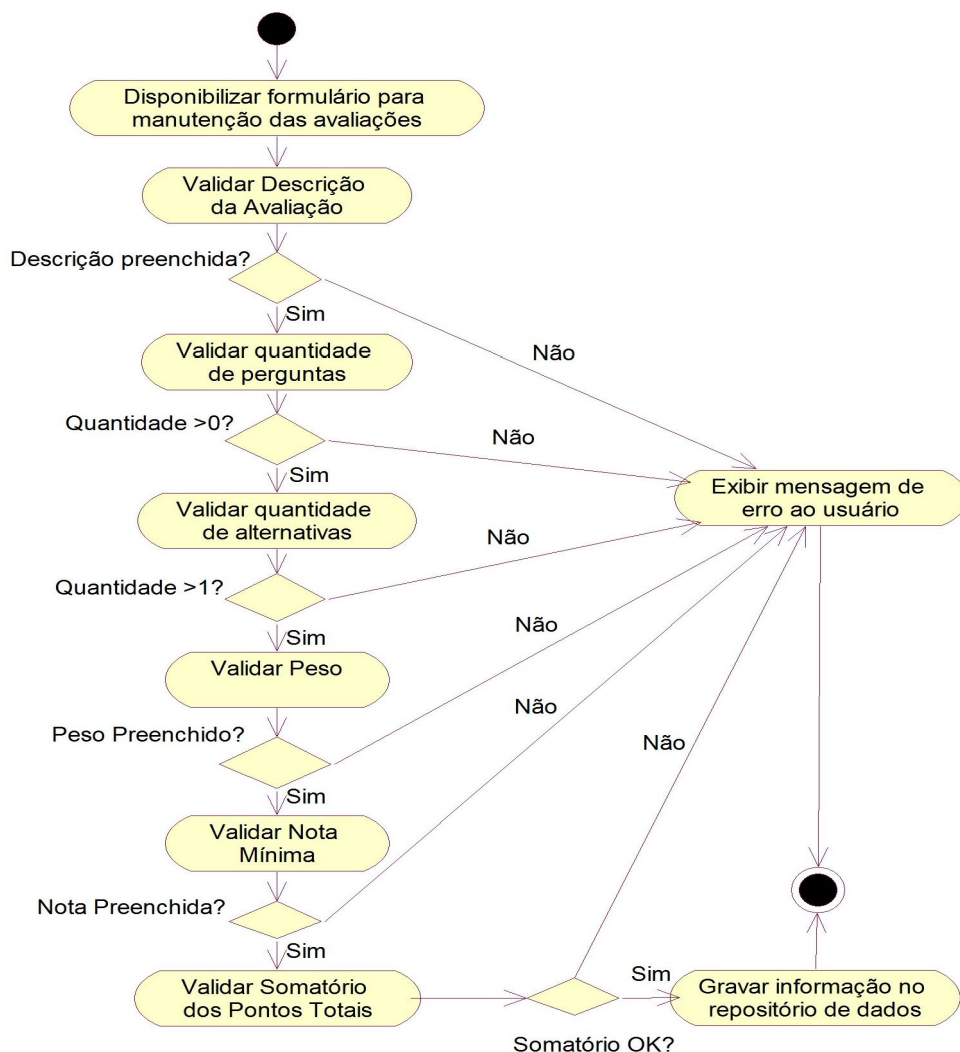 Disponibilizar formulário para
manutenção das avaliações
Validar Descrição
da Avaliação
Descrição preenchida?
Sim
Não
Validar quantidade
de perguntas
Quantidade >0?
Não
Sim
Validar quantidade
de alternativas
Exibir mensagem de
erro ao usuário
Não
Quantidade >1?
Sim
Não
Validar Peso
Não
Peso Preenchido?
Não
Sim
Validar Nota
Mínima
Nota Preenchida?
Sim
Validar Somatório
dos Pontos Totais
Sim
Gravar informação no
repositório de dados
Somatório OK?